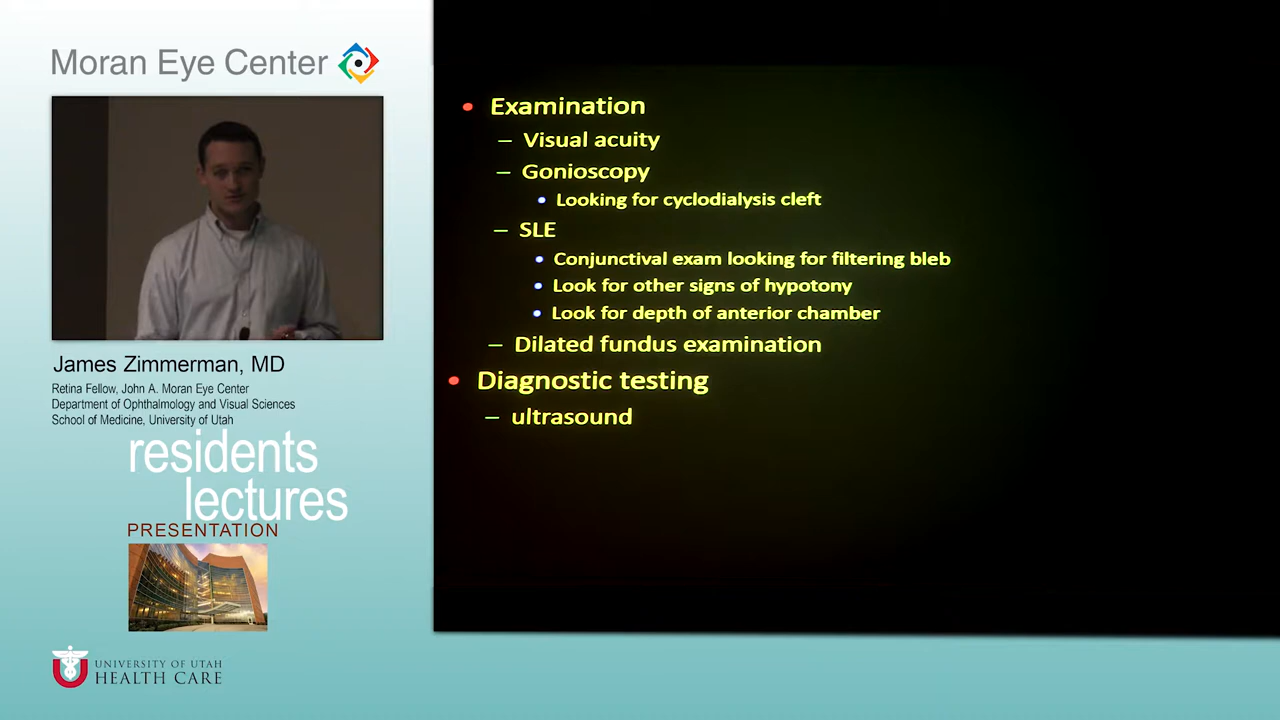 Moran Eye Center
James Zimmerman, MD
Retina Fellow, John A. Moran Eye Center
Department of Ophthalmology and Visual Sciences
School of Medicine, University of Utah
residents
lectures
PRESENTATION
UNIVERSITY OF UTAH
HEALTH CARE
• Examination
– Visual acuity
– Gonioscopy
• Looking for cyclodialysis cleft
– SLE
• Conjunctival exam looking for filtering bleb
• Look for other signs of hypotony
• Look for depth of anterior chamber
– Dilated fundus examination
• Diagnostic testing
– ultrasound